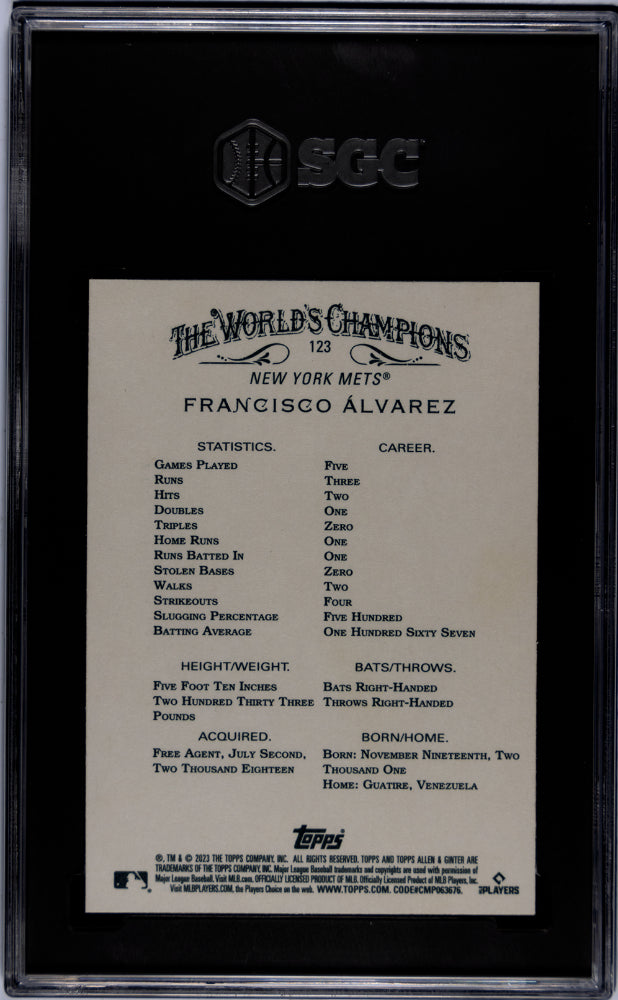 SGC
THE WORLD'S CHAMPIONS
123
NEW YORK METS®
FRANCISCO ÁLVAREZ
STATISTICS. CAREER.
GAMES PLAYED FIVE
RUNS THREE
HITS TWO
DOUBLES ONE
TRIPLES ZERO
HOME RUNS ONE
RUNS BATTED IN ONE
STOLEN BASES ZERO
WALKS TWO
STRIKEOUTS FOUR
SLUGGING PERCENTAGE FIVE HUNDRED
BATTING AVERAGE ONE HUNDRED SIXTY SEVEN
HEIGHT/WEIGHT. BATS/THROWS.
FIVE FOOT TEN INCHES BATS RIGHT-HANDED
TWO HUNDRED THIRTY THREE THROWS RIGHT-HANDED
POUNDS
ACQUIRED. BORN/HOME.
FREE AGENT, JULY SECOND, BORN: NOVEMBER NINETEENTH, TWO
TWO THOUSAND EIGHTEEN THOUSAND ONE
HOME: GUATIRE, VENEZUELA
Topps®
®, TM & © 2023 THE TOPPS COMPANY, INC. ALL RIGHTS RESERVED. TOPPS AND TOPPS ALLEN & GINTER ARE
TRADEMARKS OF THE TOPPS COMPANY, INC. Major League Baseball trademarks and copyrights are used with permission of
Major League Baseball. Visit MLB.com. OFFICIALLY LICENSED PRODUCT OF MLB. Officially Licensed Product of MLB Players, Inc.
Visit MLBPLAYERS.COM, the Players Choice on the web. WWW.TOPPS.COM. CODE#CMP063676.
PLAYERS